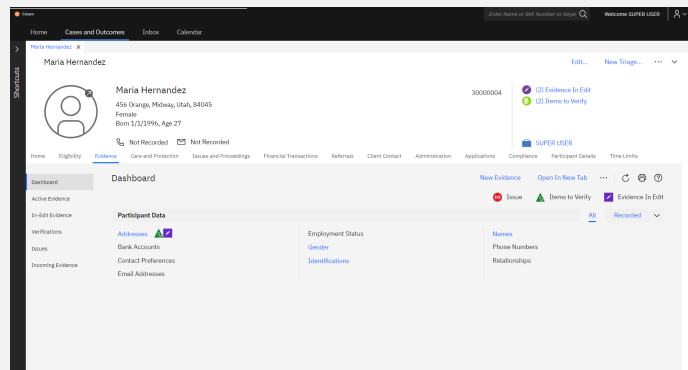 Cúram
Enter Name or Ref. Number or Keyw
Welcome SUPER USER
Home Cases and Outcomes Inbox Calendar
Shortcuts
Maria Hernandez X
Maria Hernandez
Edit... New Triage...
Maria Hernandez
456 Orange, Midway, Utah, 84045
Female
Born 1/1/1996, Age 27
Not Recorded Not Recorded
30000004
(2) Evidence In Edit
(2) Items to Verify
SUPER USER
Home Eligibility Evidence Care and Protection Issues and Proceedings Financial Transactions Referrals Client Contact Administration Applications Compliance Participant Details Time Limits
Dashboard
Active Evidence
In-Edit Evidence
Verifications
Issues
Incoming Evidence
Dashboard
New Evidence Open In New Tab
Issue Items to Verify Evidence In Edit
Participant Data
All Recorded
Addresses
Bank Accounts
Contact Preferences
Email Addresses
Employment Status
Gender
Identifications
Names
Phone Numbers
Relationships